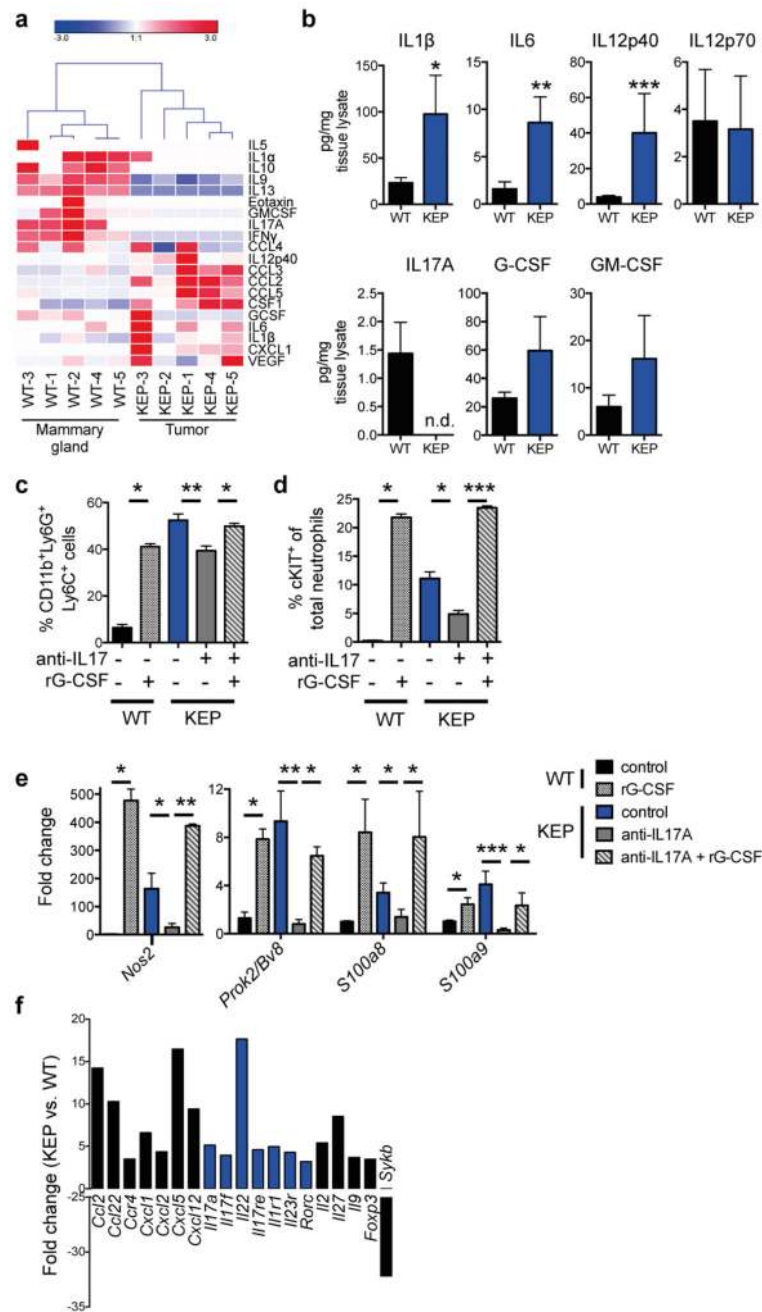 a
-3.0 1:1 3.0
IL5
IL1α
IL10
IL9
IL13
Eotaxin
GMCSF
IL17A
IFNγ
CCL4
IL12p40
CCL3
CCL2
CCL5
CSF1
GCSF
IL6
IL1β
CXCL1
VEGF
WT-3 WT-1 WT-2 WT-4 WT-5 KEP-3 KEP-2 KEP-1 KEP-4 KEP-5
Mammary gland
Tumor
b
IL1β IL6 IL12p40 IL12p70
pg/mg tissue lysate
150
100
50
0
*
WT KEP
15
10
5
0
**
WT KEP
80
60
40
20
0
***
WT KEP
6
4
2
0
WT KEP
IL17A G-CSF GM-CSF
pg/mg tissue lysate
2.5
2.0
1.5
1.0
0.5
0.0
n.d.
WT KEP
100
80
60
40
20
0
WT KEP
30
20
10
0
WT KEP
c
% CD11b+Ly6G+
Ly6C+ cells
60
40
20
0
* ** *
anti-IL17 - - - + +
rG-CSF - + - - +
WT KEP
d
% cKIT+ of
total neutrophils
25
20
15
10
5
0
* * ***
anti-IL17 - - - + +
rG-CSF - + - - +
WT KEP
e
Fold change
500
400
300
200
100
0
* * **
Nos2
12
8
4
0
* ** *
Prok2/Bv8
* * *
S100a8
* *** *
S100a9
WT
control
rG-CSF
KEP
control
anti-IL17A
anti-IL17A + rG-CSF
f
Fold change (KEP vs. WT)
20
15
10
5
0
-25
-30
-35
Ccl2 Ccl22 Ccr4 Cxcl1 Cxcl2 Cxcl5 Cxcl12 Il17a Il17f Il22 Il17re Il1r1 Il23r Rorc Il2 Il27 Il9 Foxp3 Sykb